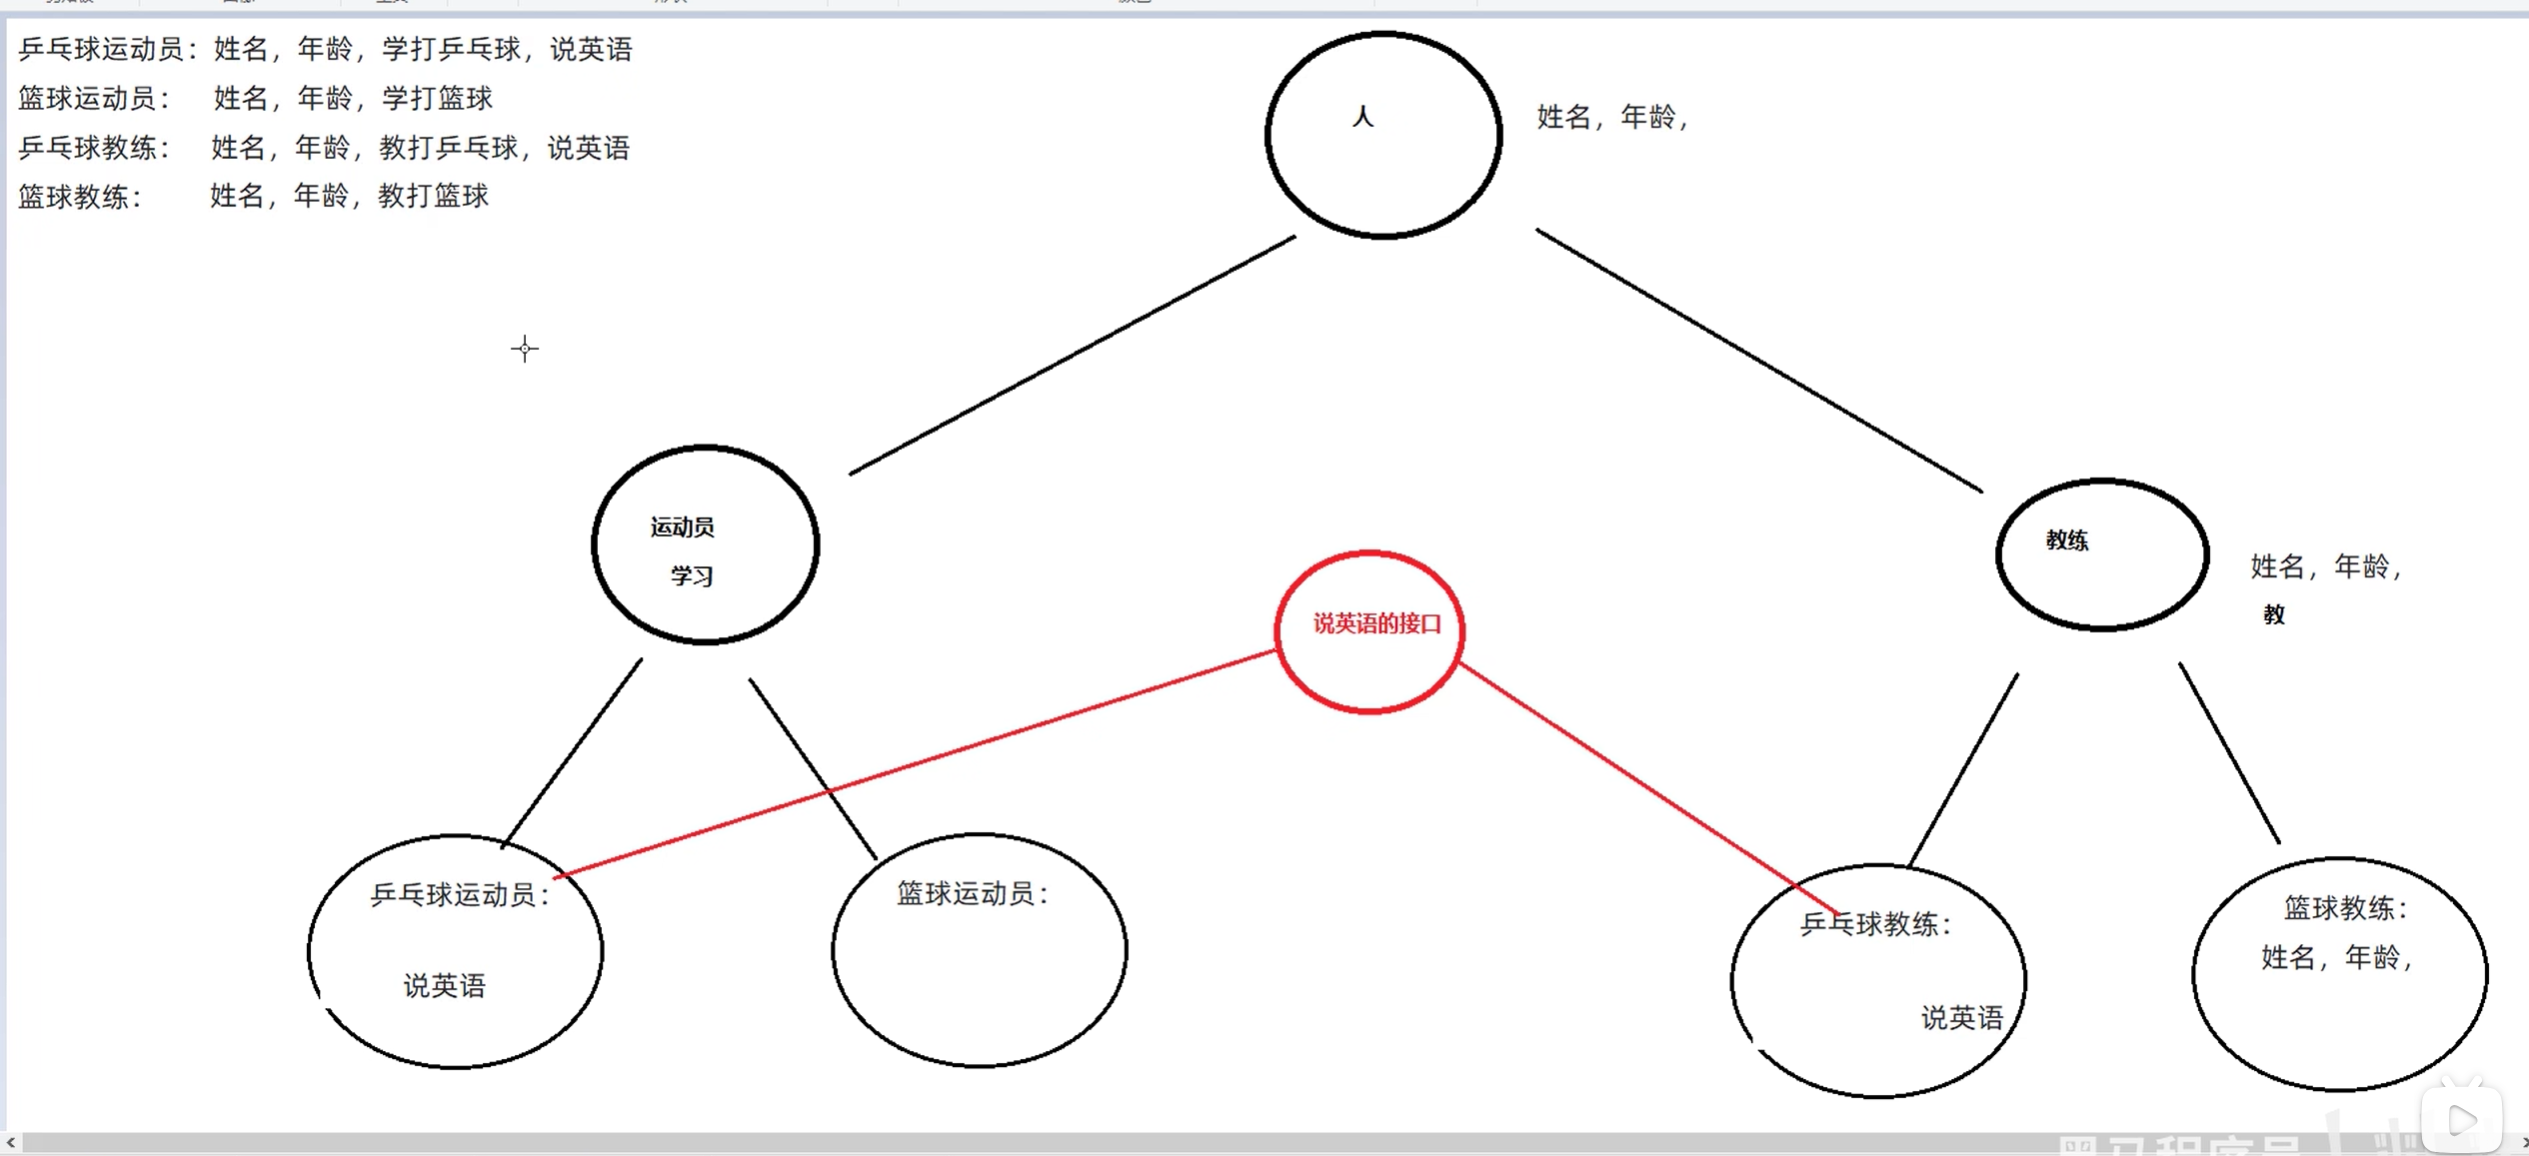 乒乓球运动员：姓名，年龄，学打乒乓球，说英语
篮球运动员： 姓名，年龄，学打篮球
乒乓球教练： 姓名，年龄，教打乒乓球，说英语
篮球教练： 姓名，年龄，教打篮球
人
姓名，年龄，
运动员
学习
说英语的接口
教练
姓名，年龄，
教
乒乓球运动员：
说英语
篮球运动员：
乒乓球教练：
说英语
篮球教练：
姓名，年龄，